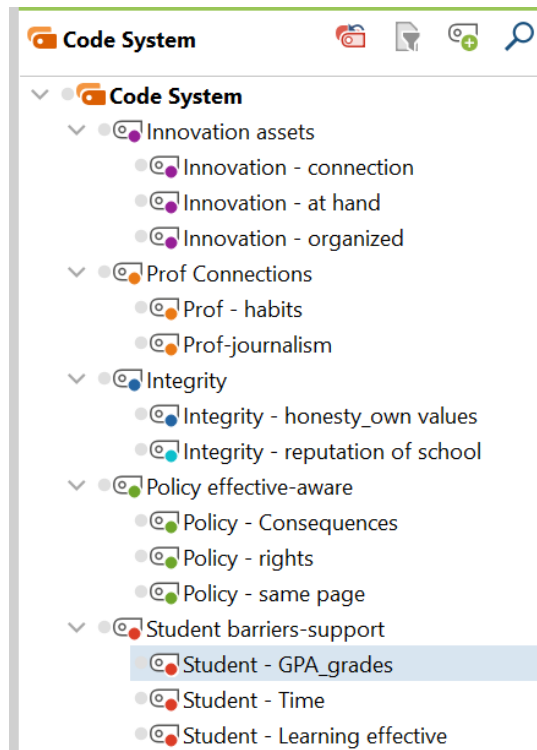 Code System
Code System
Innovation assets
Innovation - connection
Innovation - at hand
Innovation - organized
Prof Connections
Prof - habits
Prof-journalism
Integrity
Integrity - honesty_own values
Integrity - reputation of school
Policy effective-aware
Policy - Consequences
Policy - rights
Policy - same page
Student barriers-support
Student - GPA_grades
Student - Time
Student - Learning effective